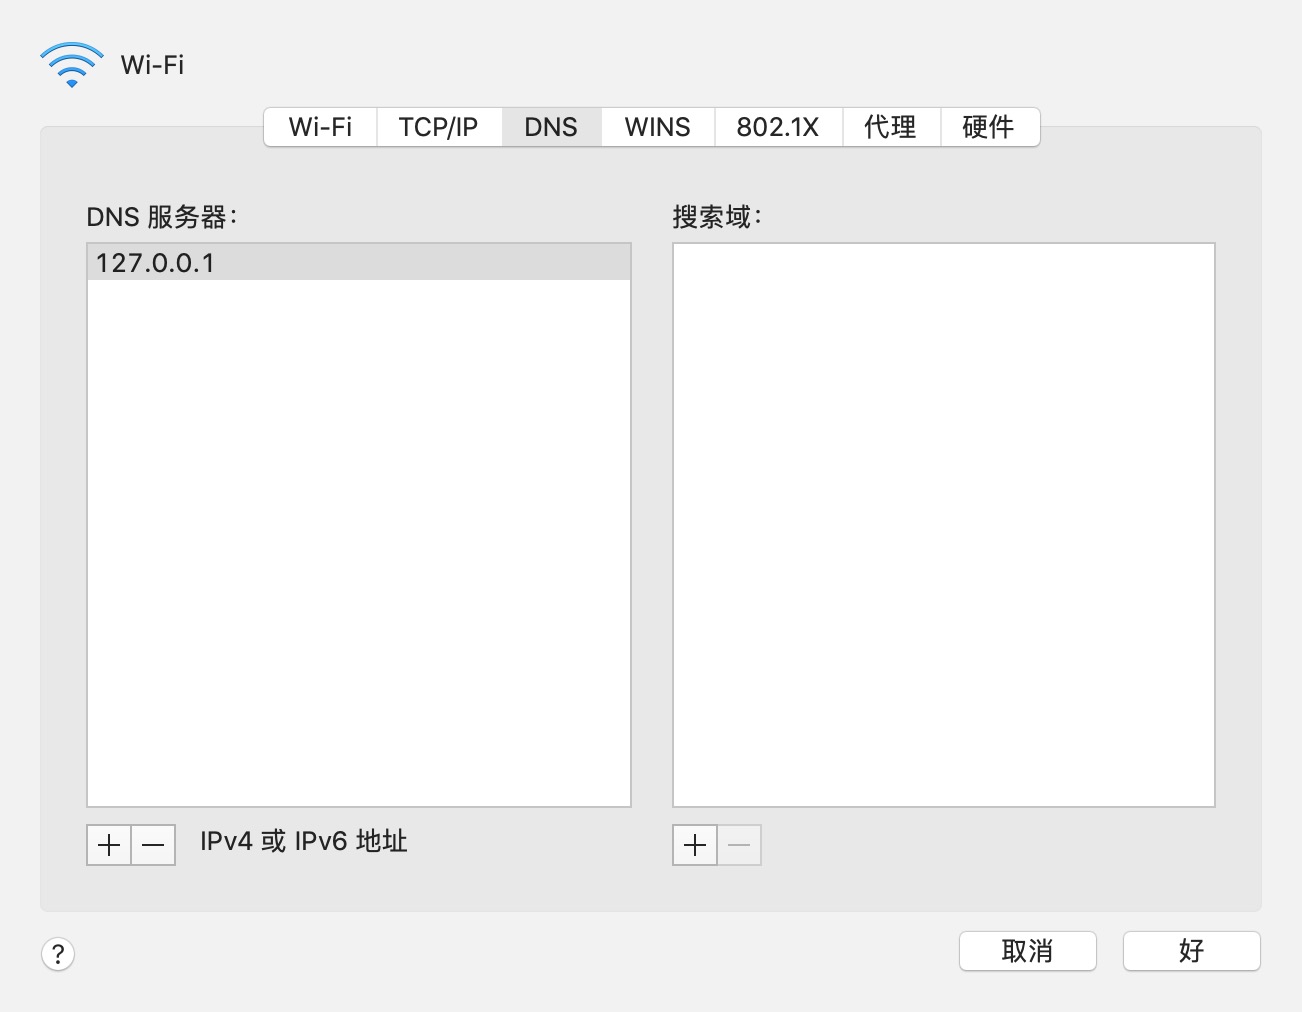 Wi-Fi
Wi-Fi TCP/IP DNS WINS 802.1X 代理 硬件
DNS 服务器：
127.0.0.1
IPv4 或 IPv6 地址
搜索域：
?
取消
好